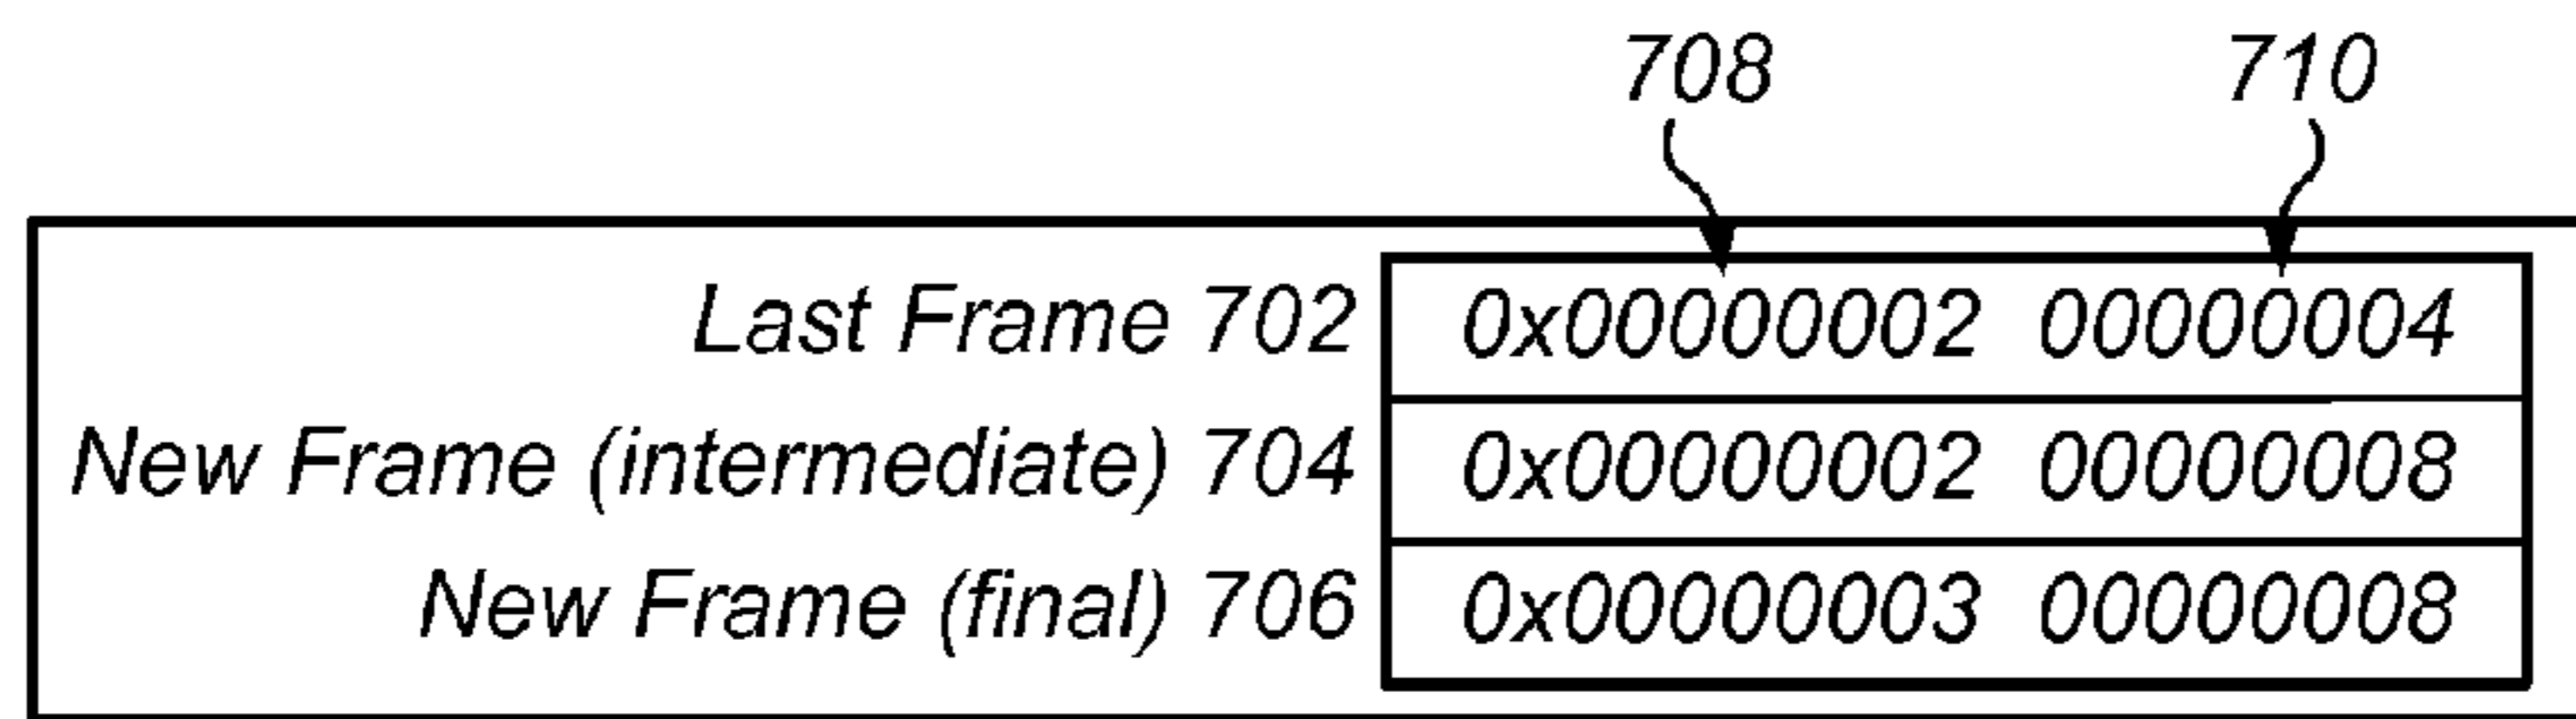 708 710
Last Frame 702 0x00000002 00000004
New Frame (intermediate) 704 0x00000002 00000008
New Frame (final) 706 0x00000003 00000008